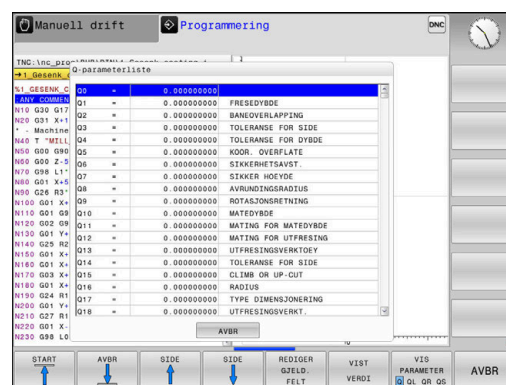 Manuell drift
Programmering
DNC
TNC:\nc_pro
Q-parameterliste
→1_Gesenk_
%1_GESENK_C
;ANY COMMEN
N10 G30 G17
N20 G31 X+1
* - Machine
N40 T "MILL
N50 G00 G90
N60 G00 Z-5
N70 G98 L1*
N80 G01 X+5
N90 G26 R3*
N100 G01 X+
N110 G01 G9
N120 G02 G9
N130 G01 Y+
N140 G25 R2
N150 G01 X+
N160 G01 X+
N170 G03 X+
N180 G01 X+
N190 G24 R1
N200 G01 Y+
N210 G27 R1
N220 G01 X-
N230 G98 L0
Q0 = 0.000000000
Q1 = 0.000000000 FRESEDYBDE
Q2 = 0.000000000 BANEOVERLAPPING
Q3 = 0.000000000 TOLERANSE FOR SIDE
Q4 = 0.000000000 TOLERANSE FOR DYBDE
Q5 = 0.000000000 KOOR. OVERFLATE
Q6 = 0.000000000 SIKKERHETSAVST.
Q7 = 0.000000000 SIKKER HOEYDE
Q8 = 0.000000000 AVRUNDINGSRADIUS
Q9 = 0.000000000 ROTASJONSRETNING
Q10 = 0.000000000 MATEDYBDE
Q11 = 0.000000000 MATING FOR MATEDYBDE
Q12 = 0.000000000 MATING FOR UTFRESING
Q13 = 0.000000000 UTFRESINGSVERKTOEY
Q14 = 0.000000000 TOLERANSE FOR SIDE
Q15 = 0.000000000 CLIMB OR UP-CUT
Q16 = 0.000000000 RADIUS
Q17 = 0.000000000 TYPE DIMENSJONERING
Q18 = 0.000000000 UTFRESINGSVERKT.
AVBR
START
AVBR
SIDE
SIDE
REDIGER
GJELD.
FELT
VIST
VERDI
VIS
PARAMETER
Q QL QR QS
AVBR